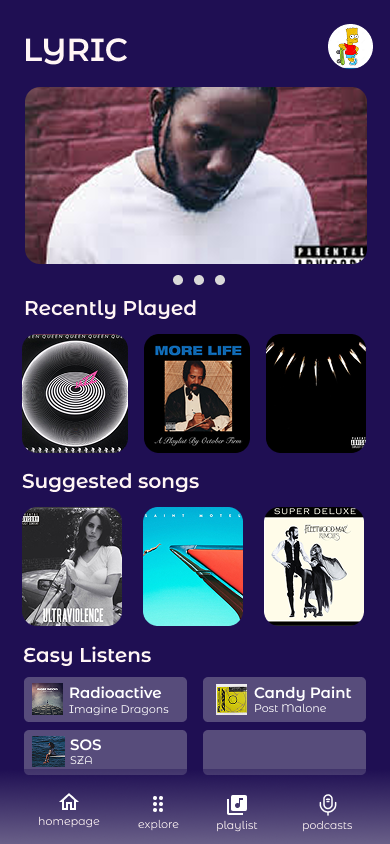 LYRIC
PARENTAL
ADVISORY
Recently Played
QUEEN QUEEN QUEEN QUEEN
MORE LIFE
A Playlist By October Firm
Suggested songs
ULTRAVIOLENCE
SAINT MOTEL
SUPER DELUXE
FLEETWOOD MAC
RUMOURS
Easy Listens
Radioactive
Imagine Dragons
Candy Paint
Post Malone
SOS
SZA
homepage
explore
playlist
podcasts